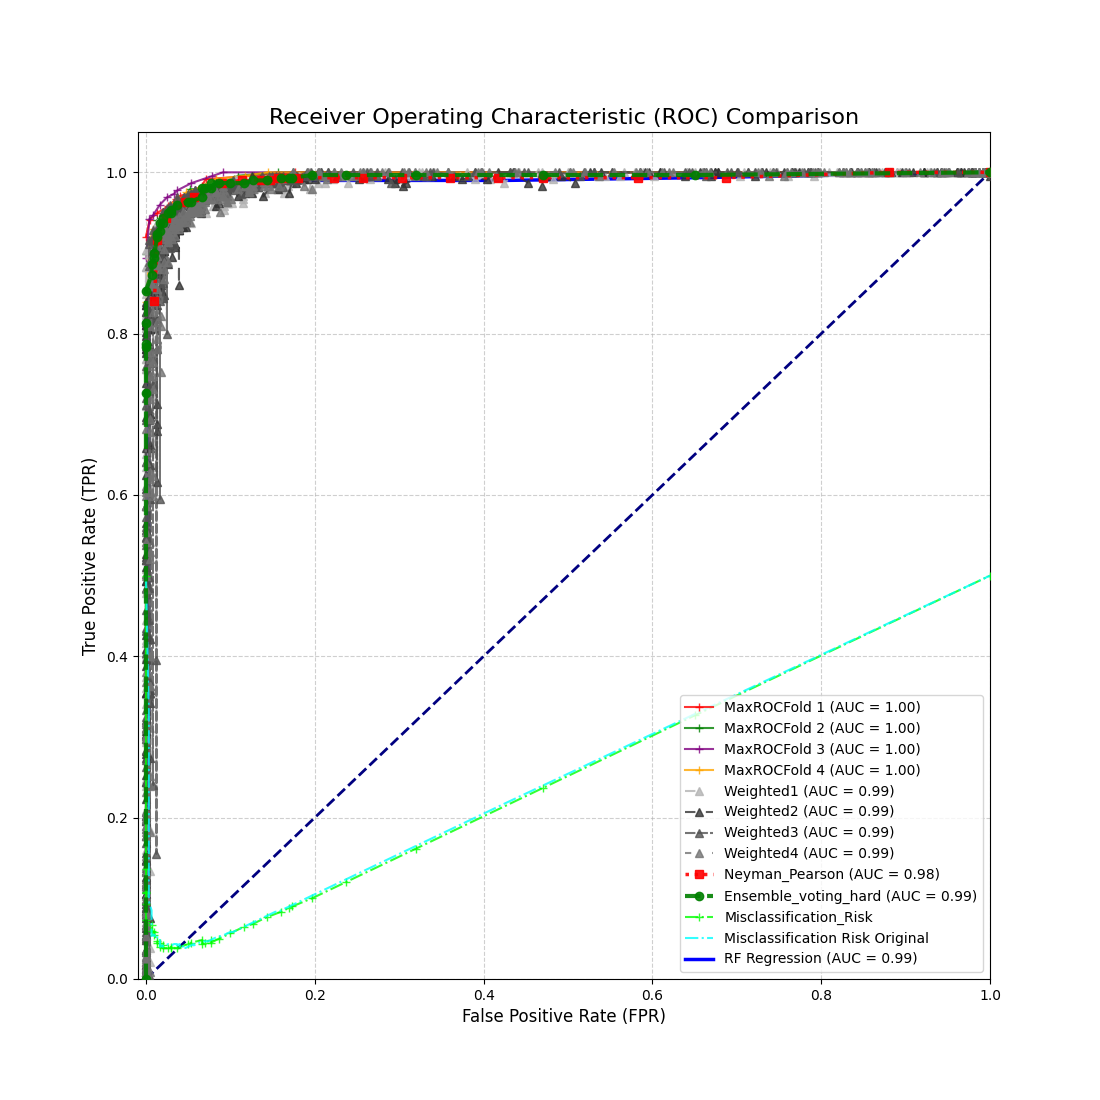 Receiver Operating Characteristic (ROC) Comparison
1.0
0.8
0.6
0.4
0.2
0.0
True Positive Rate (TPR)
MaxROCFold 1 (AUC = 1.00)
MaxROCFold 2 (AUC = 1.00)
MaxROCFold 3 (AUC = 1.00)
MaxROCFold 4 (AUC = 1.00)
Weighted1 (AUC = 0.99)
Weighted2 (AUC = 0.99)
Weighted3 (AUC = 0.99)
Weighted4 (AUC = 0.99)
Neyman_Pearson (AUC = 0.98)
Ensemble_voting_hard (AUC = 0.99)
Misclassification_Risk
Misclassification Risk Original
RF Regression (AUC = 0.99)
0.0 0.2 0.4 0.6 0.8 1.0
False Positive Rate (FPR)